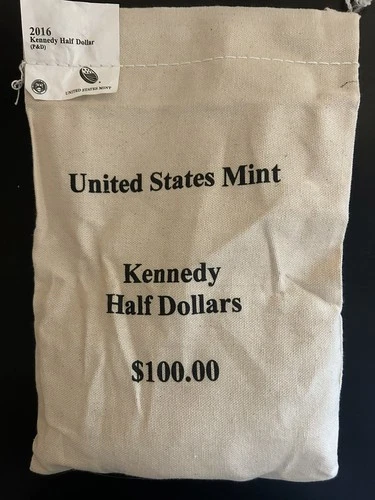 2016
Kennedy Half Dollar
(P&D)
UNITED STATES MINT
United States Mint
Kennedy
Half Dollars
$100.00